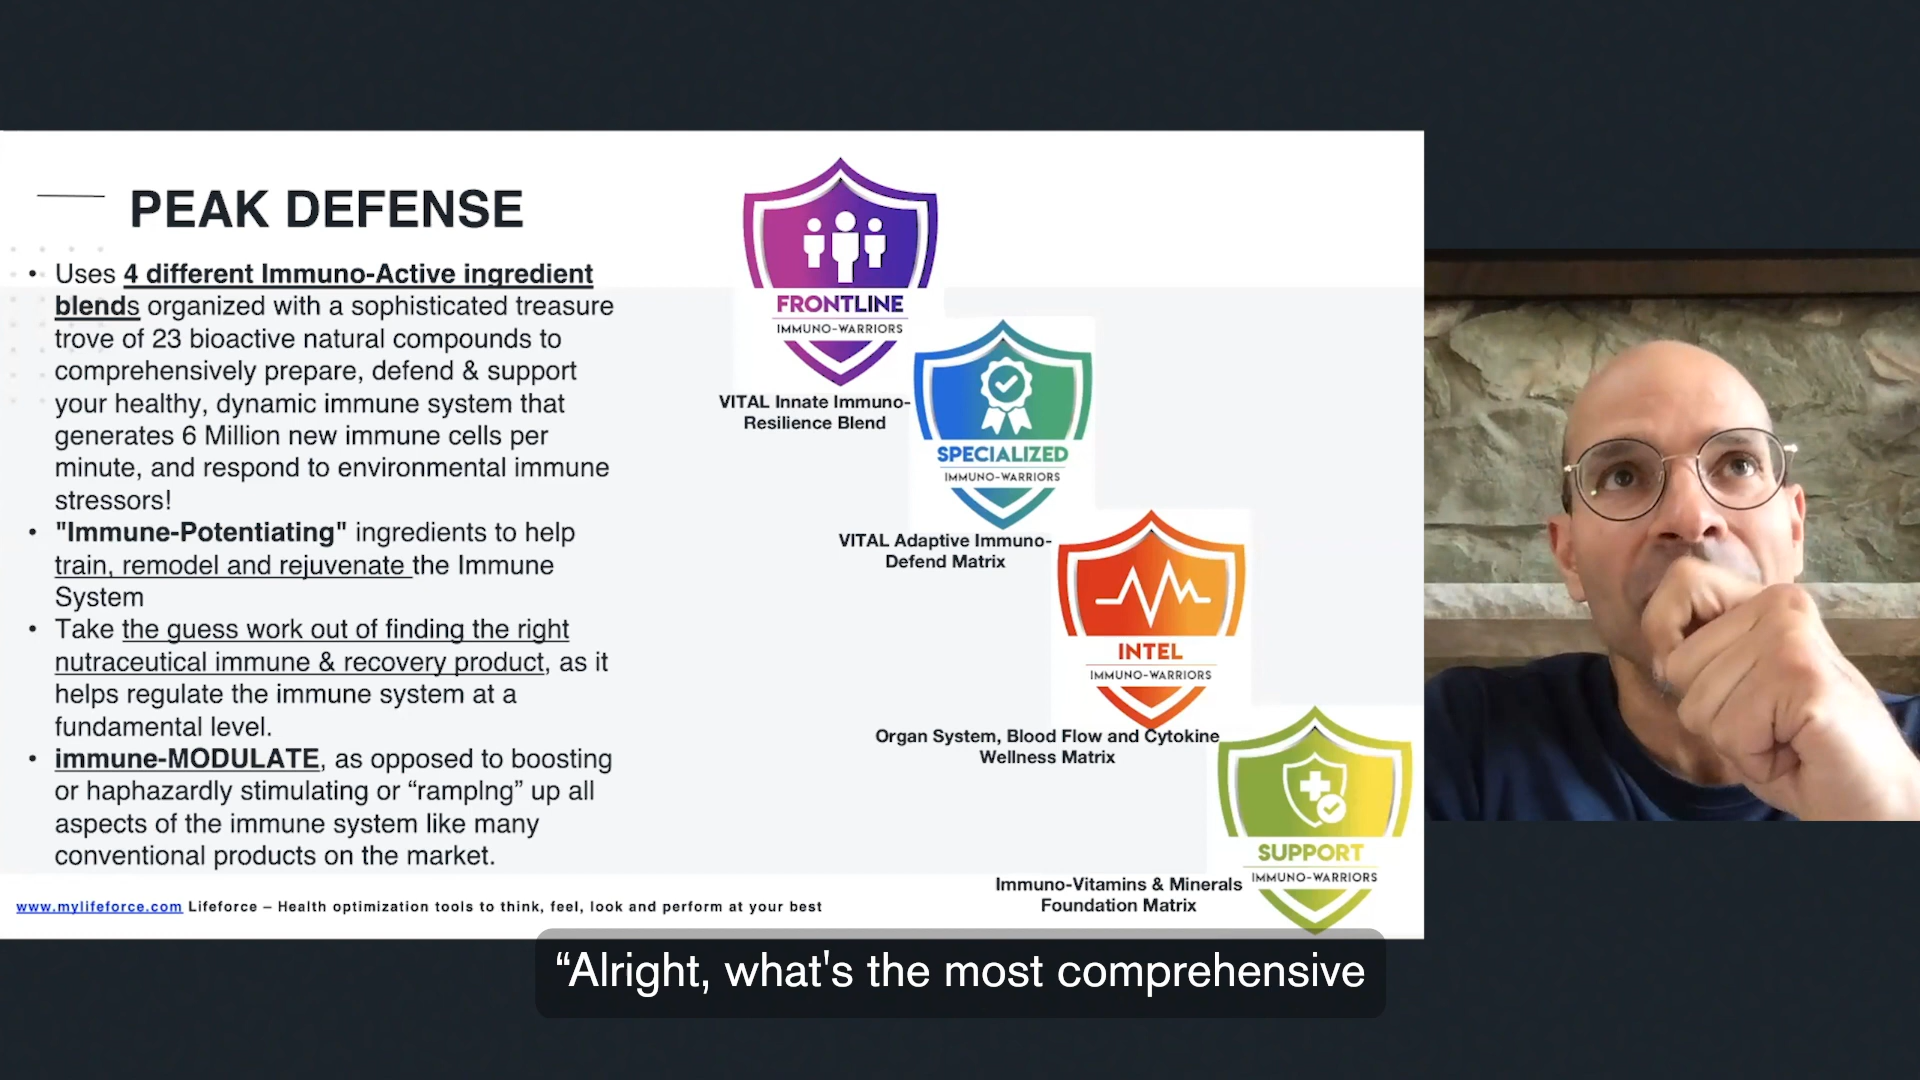 PEAK DEFENSE
• Uses 4 different Immuno-Active ingredient
blends organized with a sophisticated treasure
trove of 23 bioactive natural compounds to
comprehensively prepare, defend & support
your healthy, dynamic immune system that
generates 6 Million new immune cells per
minute, and respond to environmental immune
stressors!
• "Immune-Potentiating" ingredients to help
train, remodel and rejuvenate the Immune
System
• Take the guess work out of finding the right
nutraceutical immune & recovery product, as it
helps regulate the immune system at a
fundamental level.
• immune-MODULATE, as opposed to boosting
or haphazardly stimulating or “rampIng” up all
aspects of the immune system like many
conventional products on the market.
FRONTLINE
IMMUNO-WARRIORS
VITAL Innate Immuno-
Resilience Blend
SPECIALIZED
IMMUNO-WARRIORS
VITAL Adaptive Immuno-
Defend Matrix
INTEL
IMMUNO-WARRIORS
Organ System, Blood Flow and Cytokine
Wellness Matrix
SUPPORT
IMMUNO-WARRIORS
Immuno-Vitamins & Minerals
Foundation Matrix
www.mylifeforce.com Lifeforce – Health optimization tools to think, feel, look and perform at your best
“Alright, what's the most comprehensive